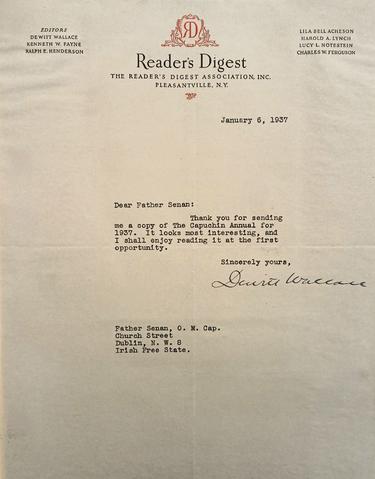 EDITORS
DEWITT WALLACE
KENNETH W. PAYNE
RALPH E. HENDERSON
LILA BELL ACHESON
HAROLD A. LYNCH
LUCY L. NOTESTEIN
CHARLES W. FERGUSON
RD
Reader's Digest
THE READER'S DIGEST ASSOCIATION, INC.
PLEASANTVILLE, N.Y.
January 6, 1937
Dear Father Senan:
Thank you for sending
me a copy of The Capuchin Annual for
1937. It looks most interesting, and
I shall enjoy reading it at the first
opportunity.
Sincerely yours,
Dewitt Wallace
Father Senan, O. M. Cap.
Church Street
Dublin, N. W. 8
Irish Free State.